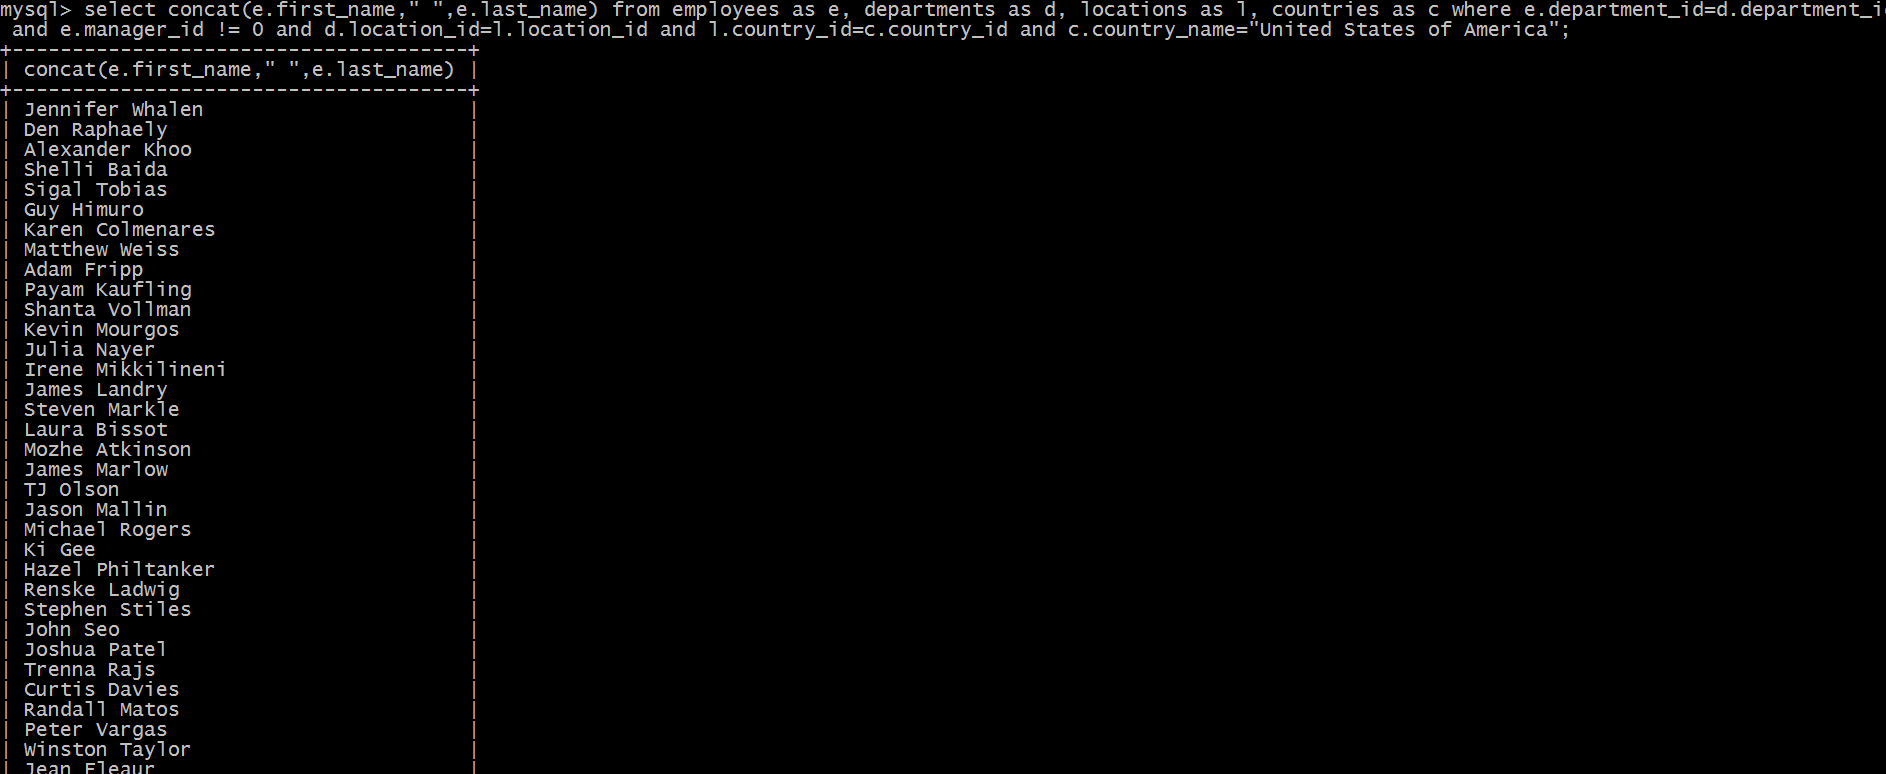 mysql> select concat(e.first_name," ",e.last_name) from employees as e, departments as d, locations as l, countries as c where e.department_id=d.department_i
and e.manager_id != 0 and d.location_id=l.location_id and l.country_id=c.country_id and c.country_name="United States of America";
+--------------------------------------+
| concat(e.first_name," ",e.last_name) |
+--------------------------------------+
| Jennifer Whalen |
| Den Raphaely |
| Alexander Khoo |
| Shelli Baida |
| Sigal Tobias |
| Guy Himuro |
| Karen Colmenares |
| Matthew Weiss |
| Adam Fripp |
| Payam Kaufling |
| Shanta Vollman |
| Kevin Mourgos |
| Julia Nayer |
| Irene Mikkilineni |
| James Landry |
| Steven Markle |
| Laura Bissot |
| Mozhe Atkinson |
| James Marlow |
| TJ Olson |
| Jason Mallin |
| Michael Rogers |
| Ki Gee |
| Hazel Philtanker |
| Renske Ladwig |
| Stephen Stiles |
| John Seo |
| Joshua Patel |
| Trenna Rajs |
| Curtis Davies |
| Randall Matos |
| Peter Vargas |
| Winston Taylor |
| Jean Fleaur |